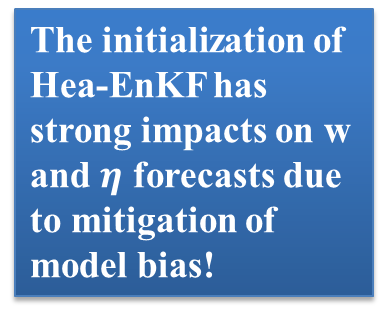 The initialization of
Hea-EnKF has
strong impacts on w
and η forecasts due
to mitigation of
model bias!